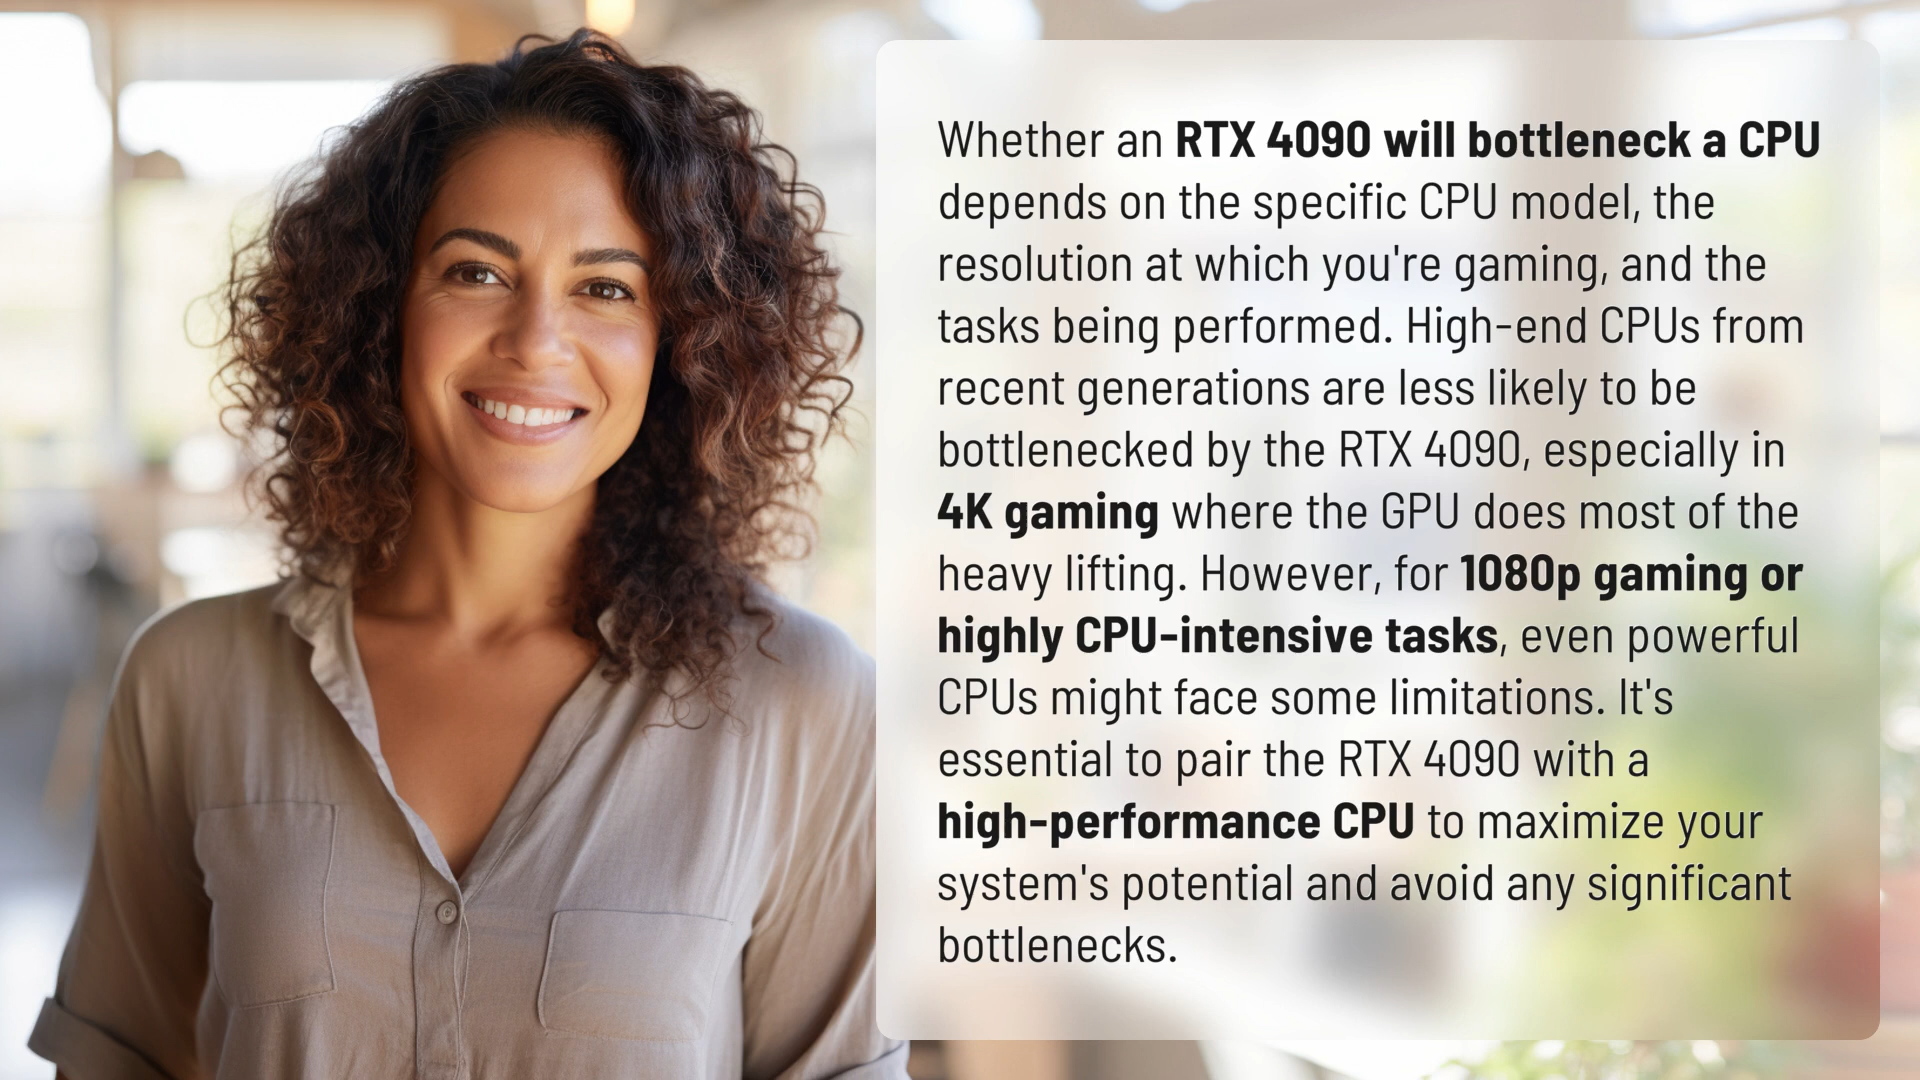 Whether an RTX 4090 will bottleneck a CPU
depends on the specific CPU model, the
resolution at which you're gaming, and the
tasks being performed. High-end CPUs from
recent generations are less likely to be
bottlenecked by the RTX 4090, especially in
4K gaming where the GPU does most of the
heavy lifting. However, for 1080p gaming or
highly CPU-intensive tasks, even powerful
CPUs might face some limitations. It's
essential to pair the RTX 4090 with a
high-performance CPU to maximize your
system's potential and avoid any significant
bottlenecks.